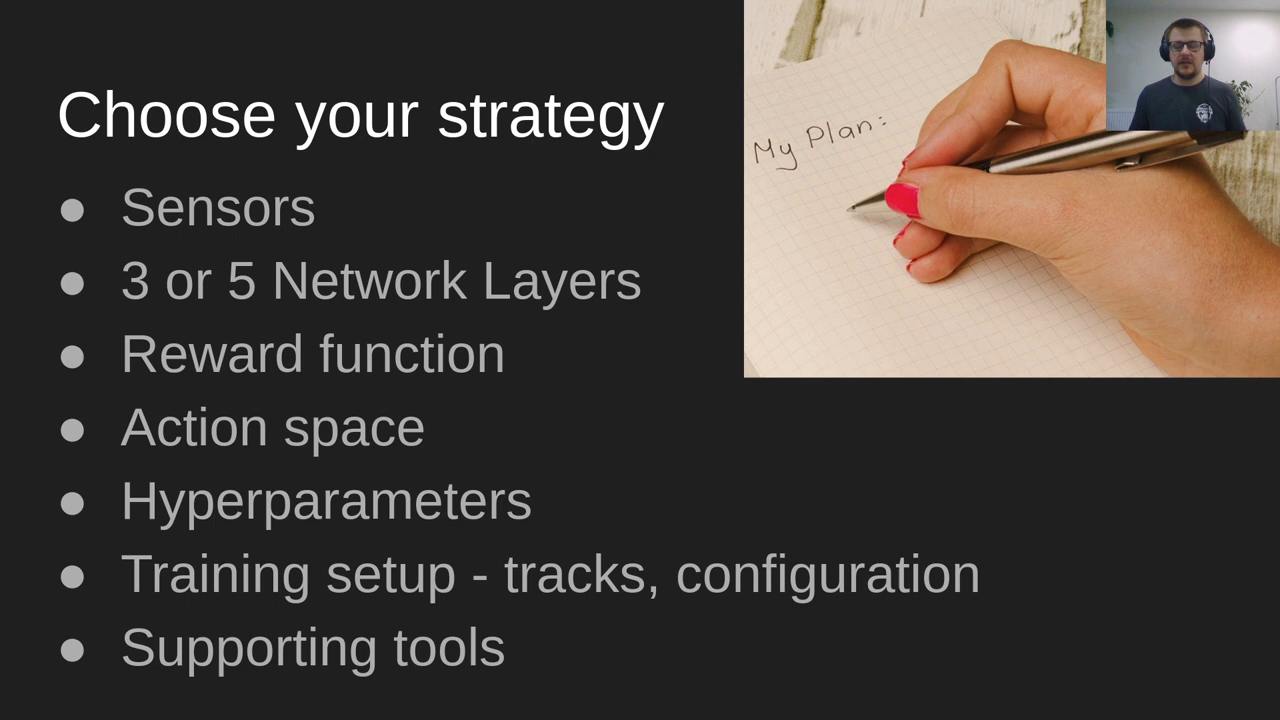 Choose your strategy
● Sensors
● 3 or 5 Network Layers
● Reward function
● Action space
● Hyperparameters
● Training setup - tracks, configuration
● Supporting tools
My Plan: